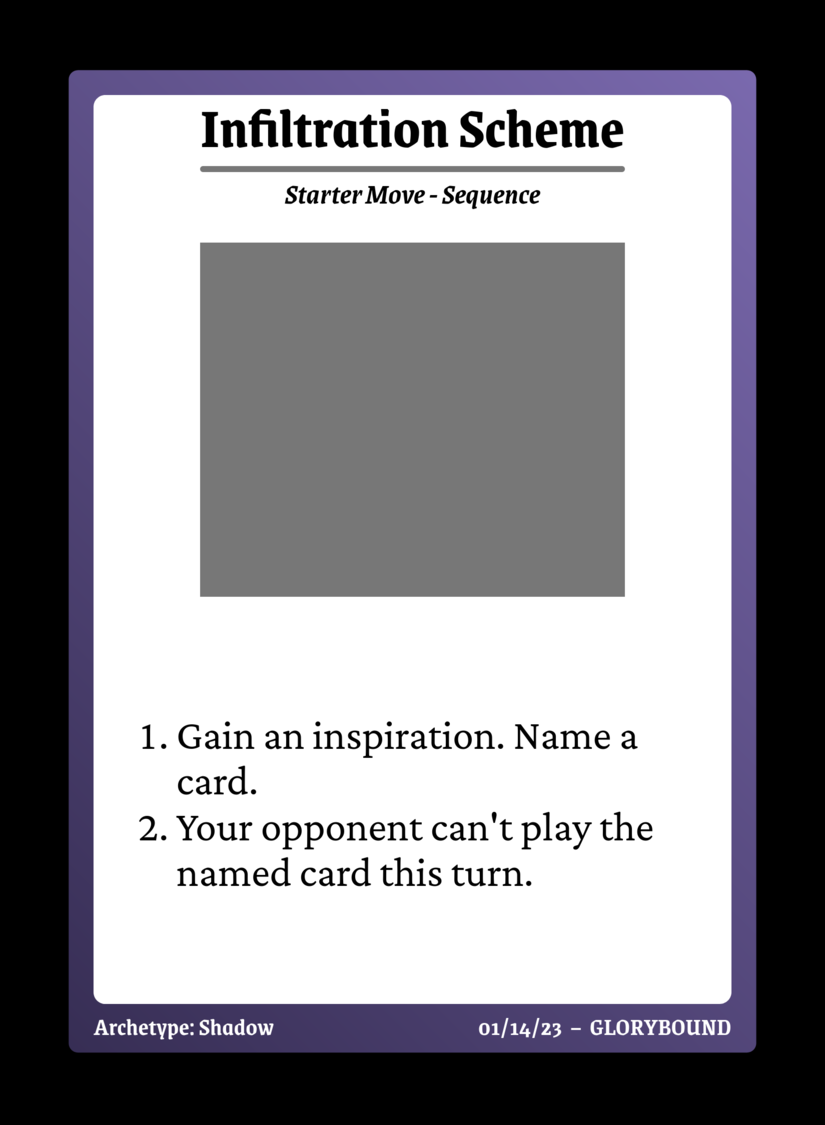 Infiltration Scheme
Starter Move - Sequence
1. Gain an inspiration. Name a
card.
2. Your opponent can't play the
named card this turn.
Archetype: Shadow
01/14/23 – GLORYBOUND